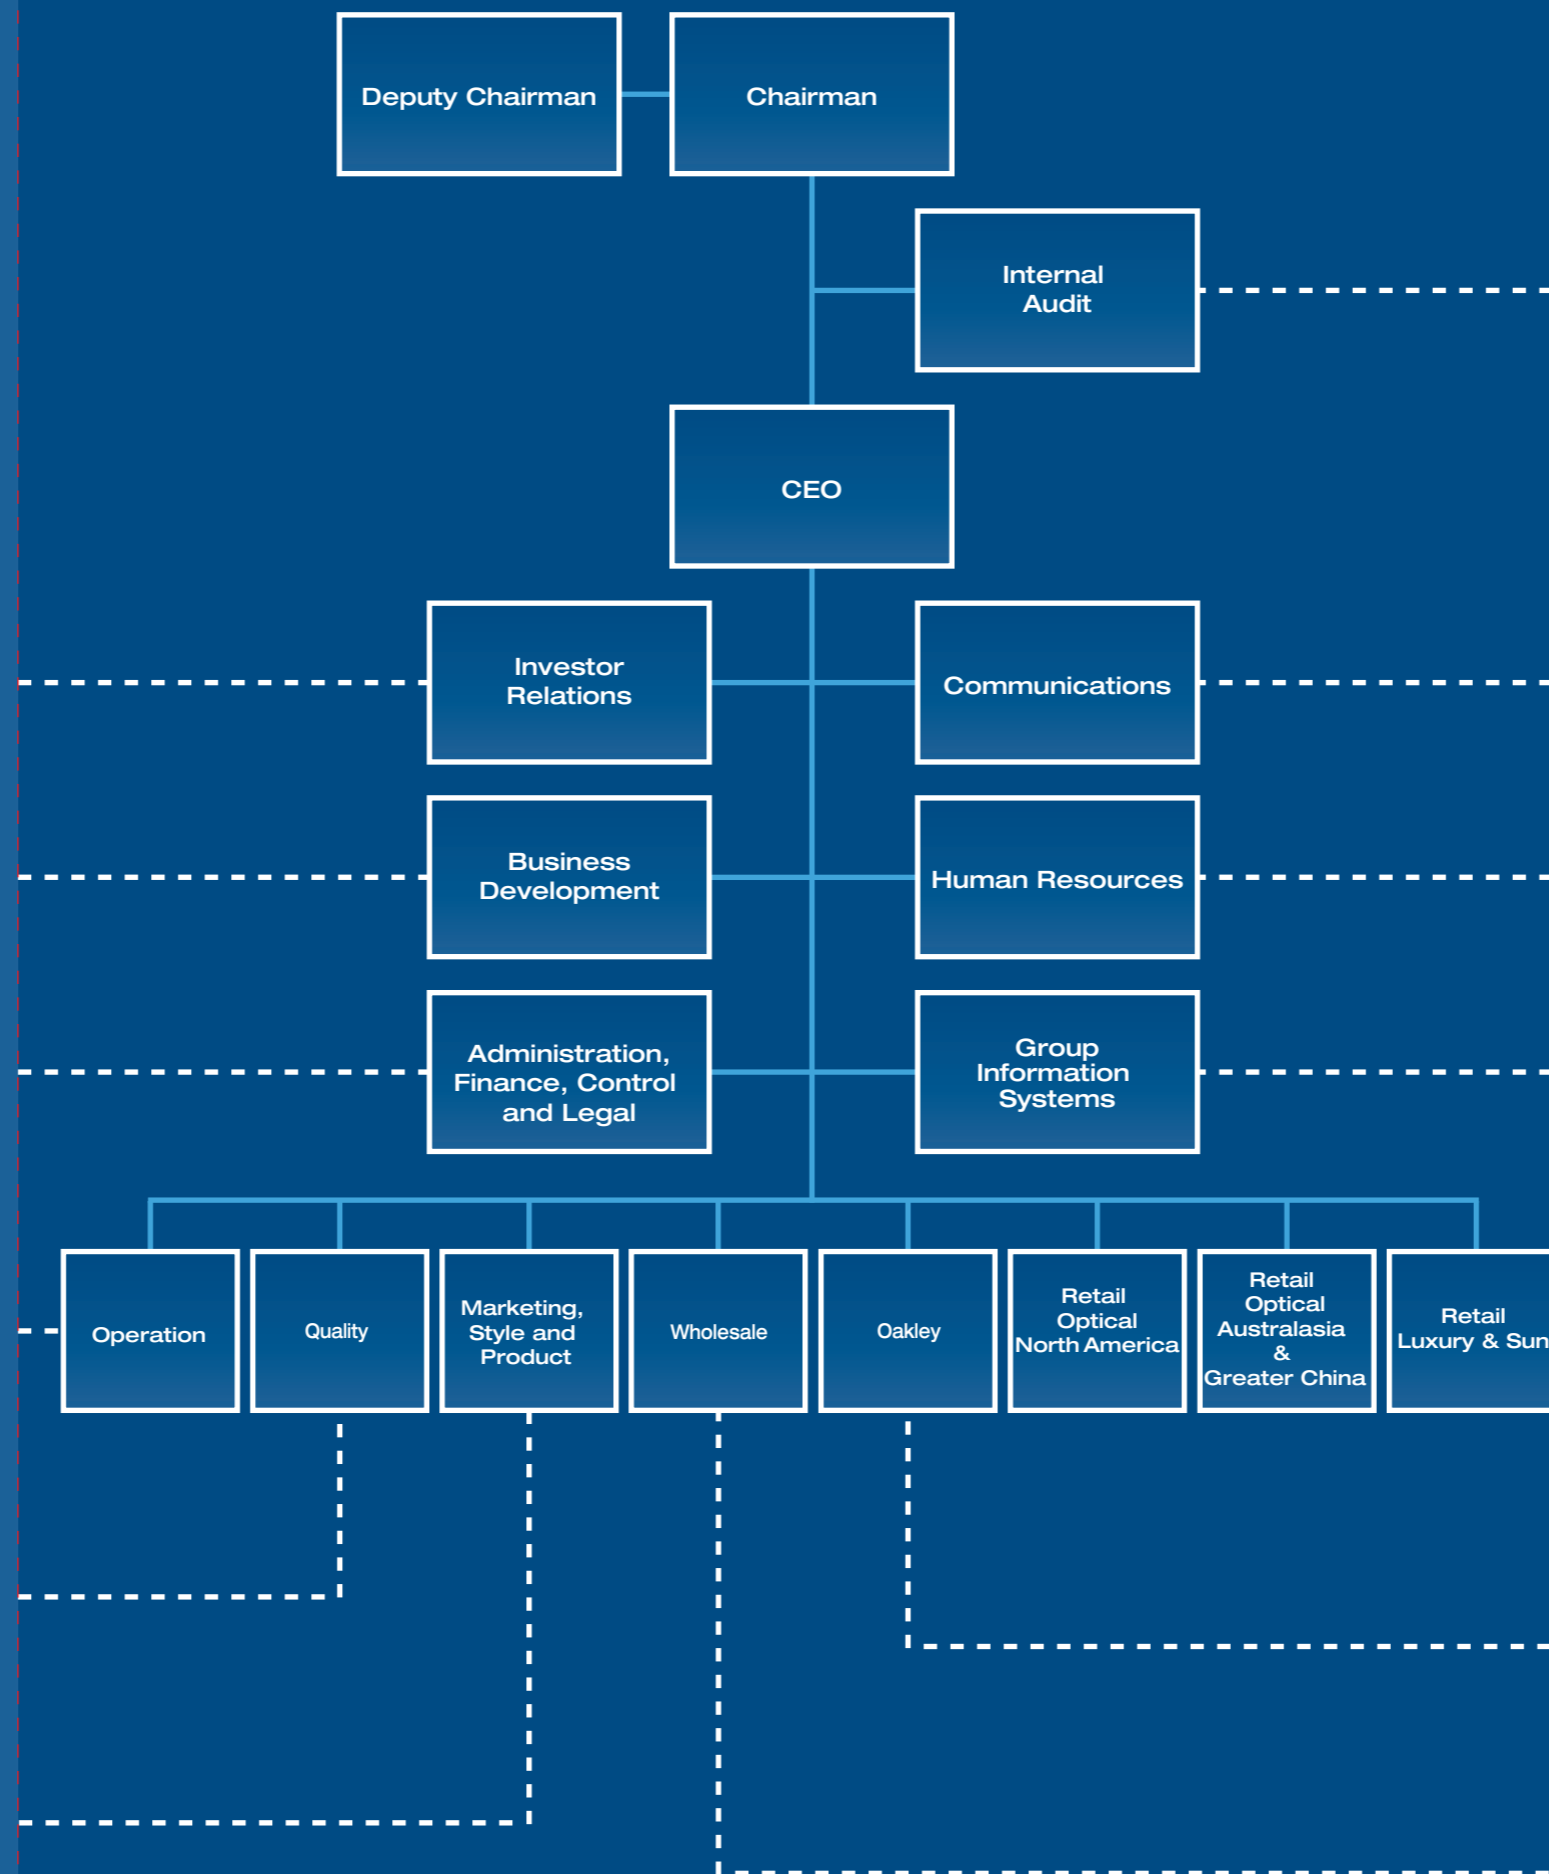 Deputy Chairman
Chairman
Internal
Audit
CEO
Investor
Relations
Communications
Business
Development
Human Resources
Administration,
Finance, Control
and Legal
Group
Information
Systems
Operation
Quality
Marketing,
Style and
Product
Wholesale
Oakley
Retail
Optical
North America
Retail
Optical
Australasia
&
Greater China
Retail
Luxury & Sun